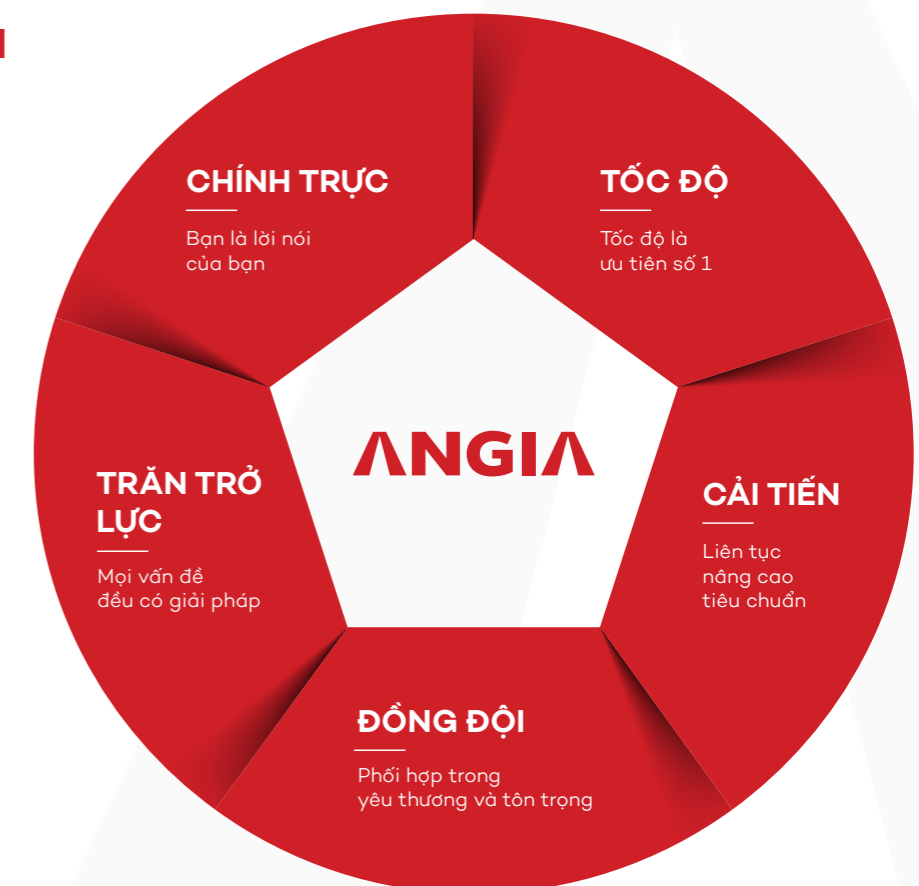 CHÍNH TRỰC
Bạn là lời nói
của bạn
TỐC ĐỘ
Tốc độ là
ưu tiên số 1
ANGIA
TRĂN TRỞ
LỰC
Mọi vấn đề
đều có giải pháp
CẢI TIẾN
Liên tục
nâng cao
tiêu chuẩn
ĐỒNG ĐỘI
Phối hợp trong
yêu thương và tôn trọng